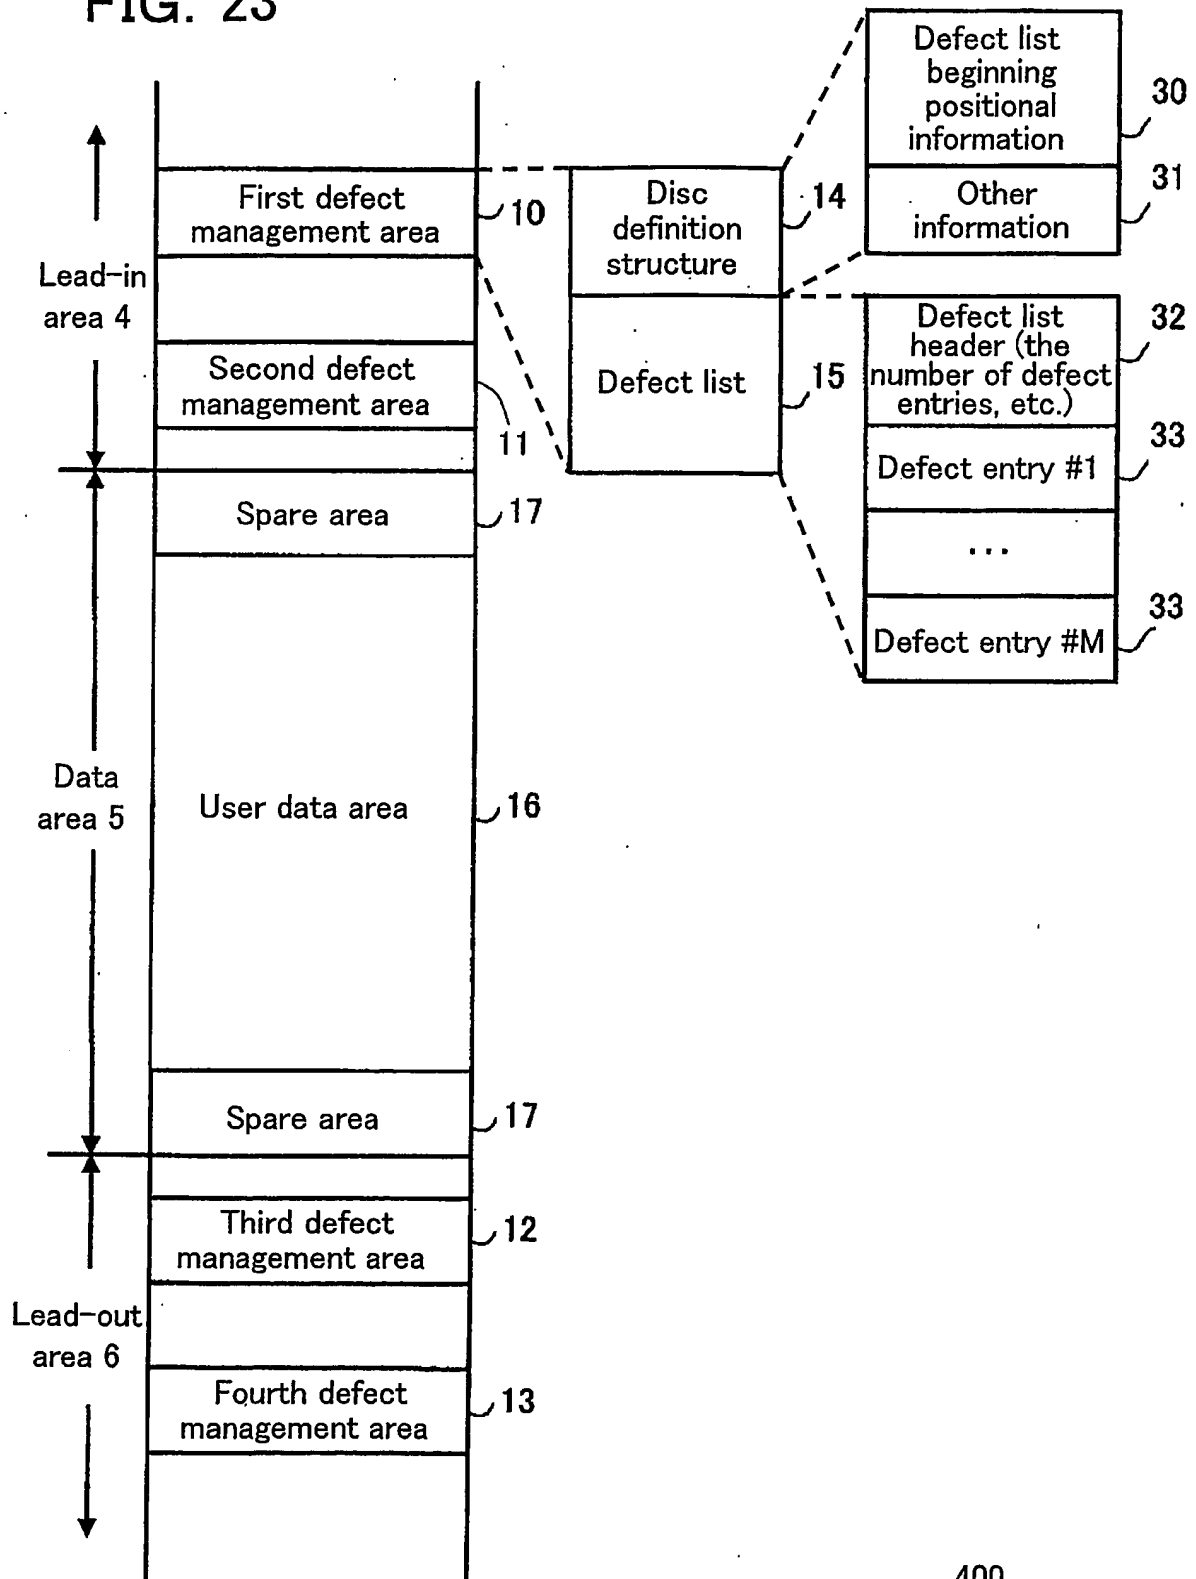 FIG. 23
Lead-in
area 4
Data
area 5
Lead-out
area 6
First defect
management area
10
Second defect
management area
11
Spare area
17
User data area
16
Spare area
17
Third defect
management area
12
Fourth defect
management area
13
Disc
definition
structure
14
Defect list
15
Defect list
beginning
positional
information
30
Other
information
31
Defect list
header (the
number of defect
entries, etc.)
32
Defect entry #1
33
...
Defect entry #M
33